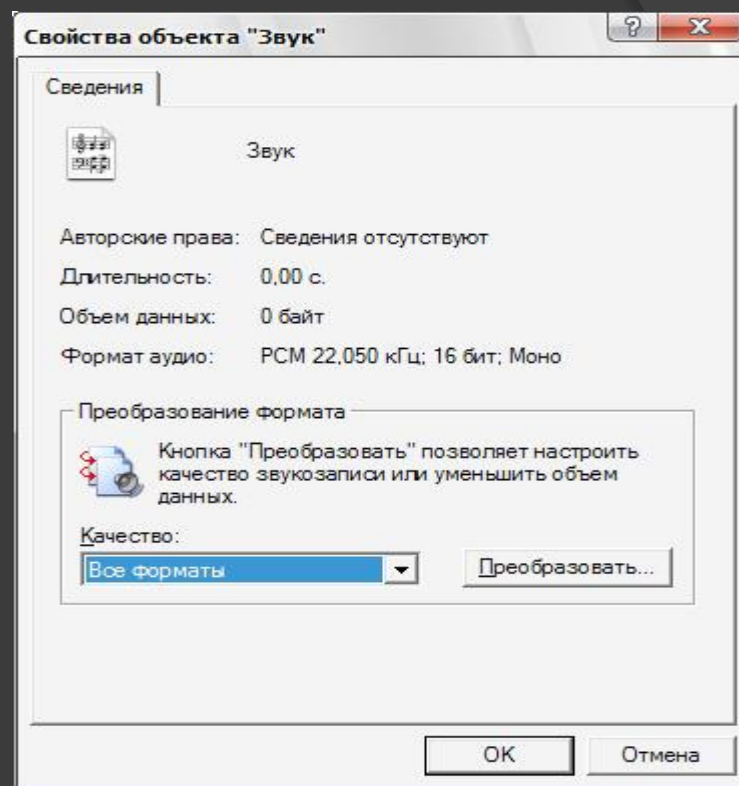 Свойства объекта "Звук"
Сведения
Звук
Авторские права: Сведения отсутствуют
Длительность: 0,00 с.
Объем данных: 0 байт
Формат аудио: PCM 22,050 кГц; 16 бит; Моно
Преобразование формата
Кнопка "Преобразовать" позволяет настроить
качество звукозаписи или уменьшить объем
данных.
Качество:
Все форматы
Преобразовать...
OK
Отмена